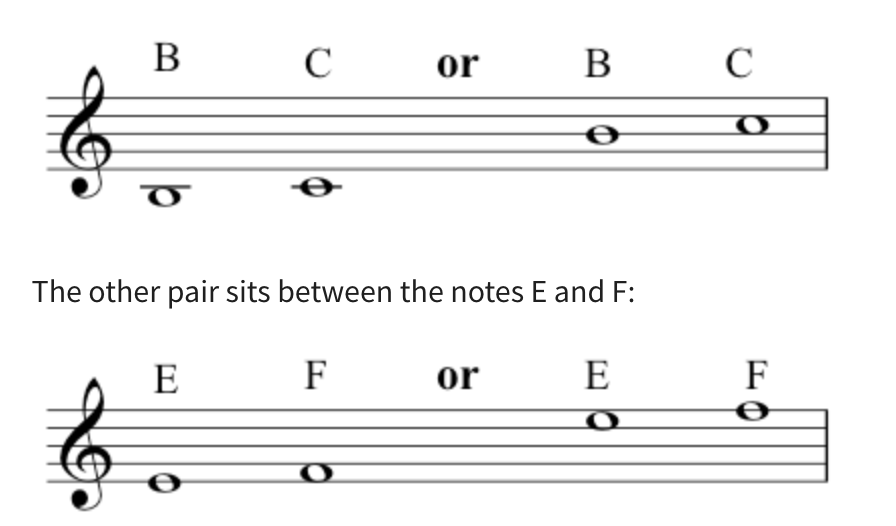 B C or B C
The other pair sits between the notes E and F:
E F or E F